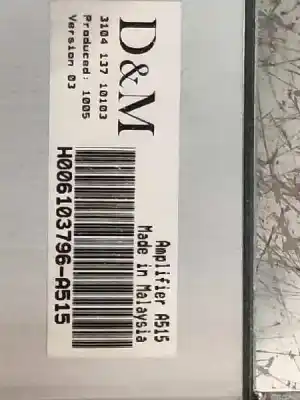 D&M
3104 137 10103
Produced: 1005
Version 03
Amplifier A515
Made in Malaysia
H006103796-A515